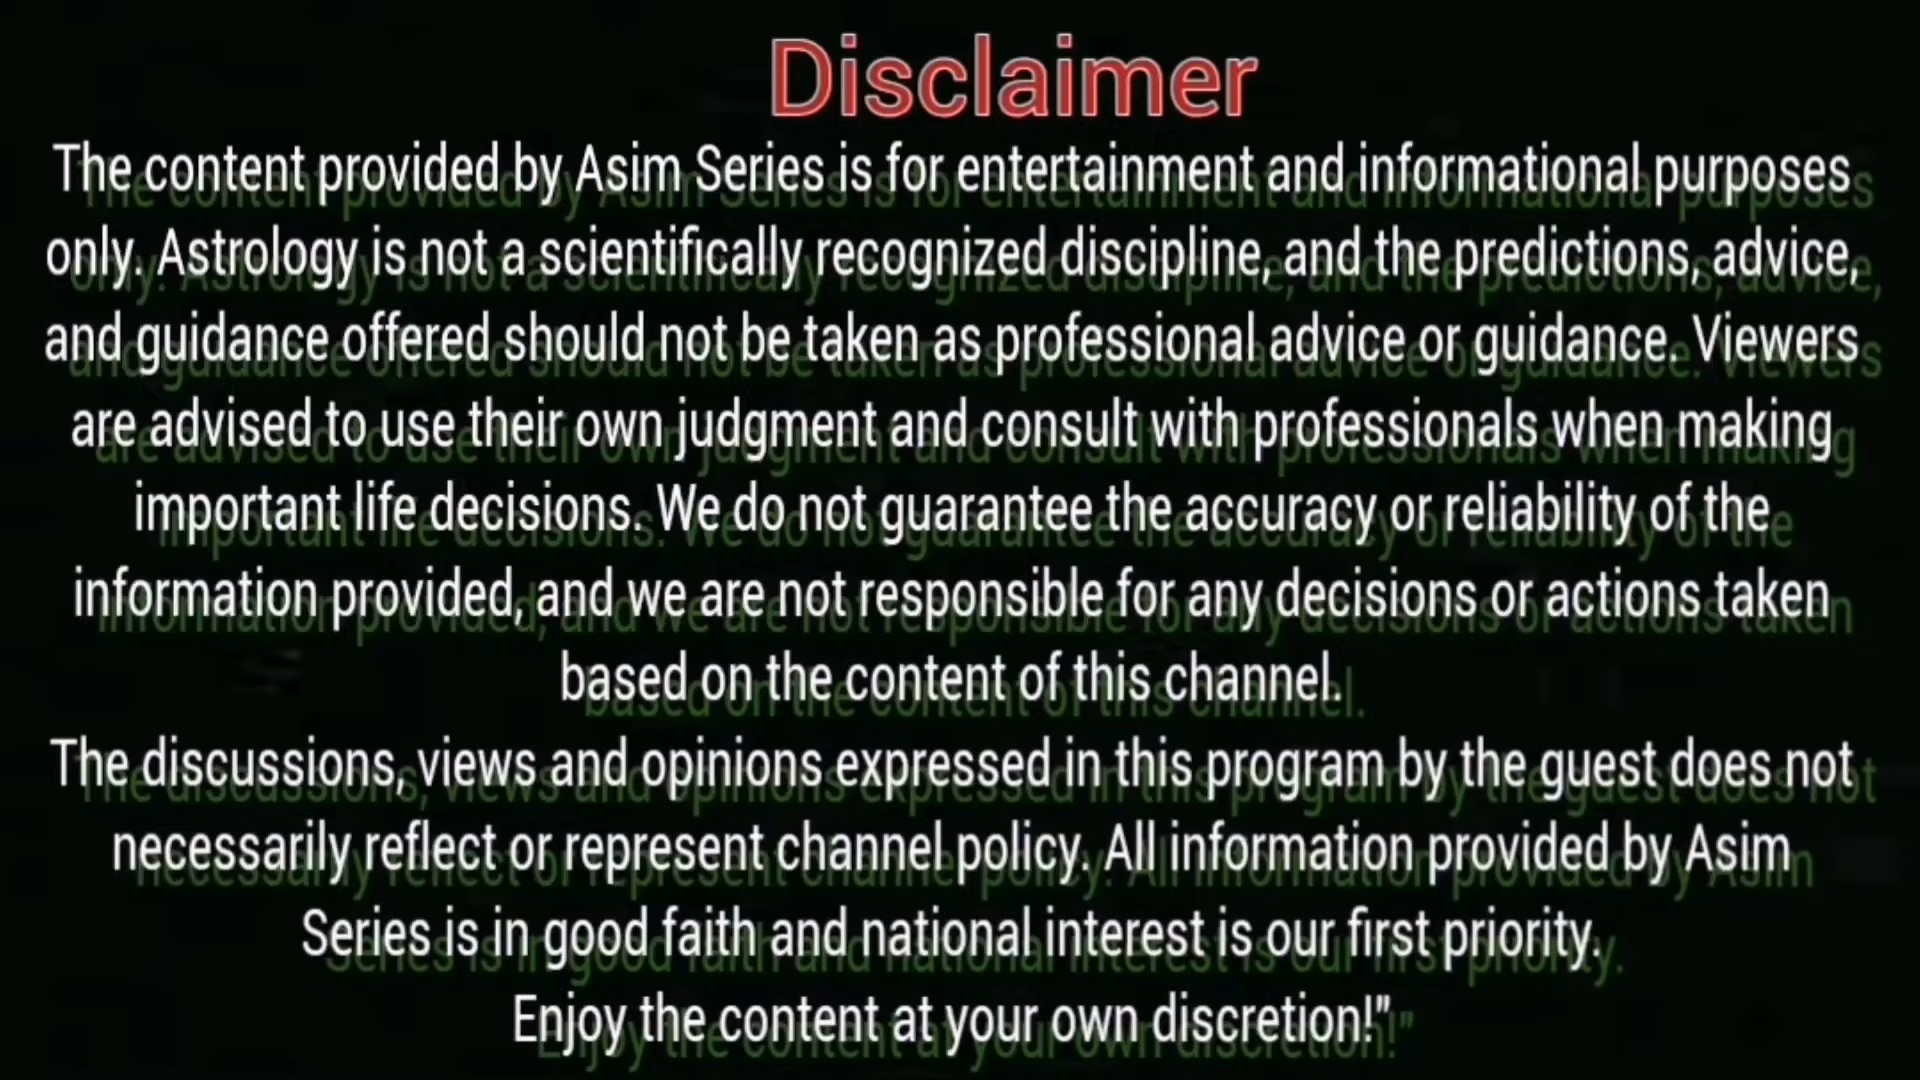 Disclaimer
The content provided by Asim Series is for entertainment and informational purposes
only. Astrology is not a scientifically recognized discipline, and the predictions, advice,
and guidance offered should not be taken as professional advice or guidance. Viewers
are advised to use their own judgment and consult with professionals when making
important life decisions. We do not guarantee the accuracy or reliability of the
information provided, and we are not responsible for any decisions or actions taken
based on the content of this channel.
The discussions, views and opinions expressed in this program by the guest does not
necessarily reflect or represent channel policy. All information provided by Asim
Series is in good faith and national interest is our first priority.
Enjoy the content at your own discretion!"